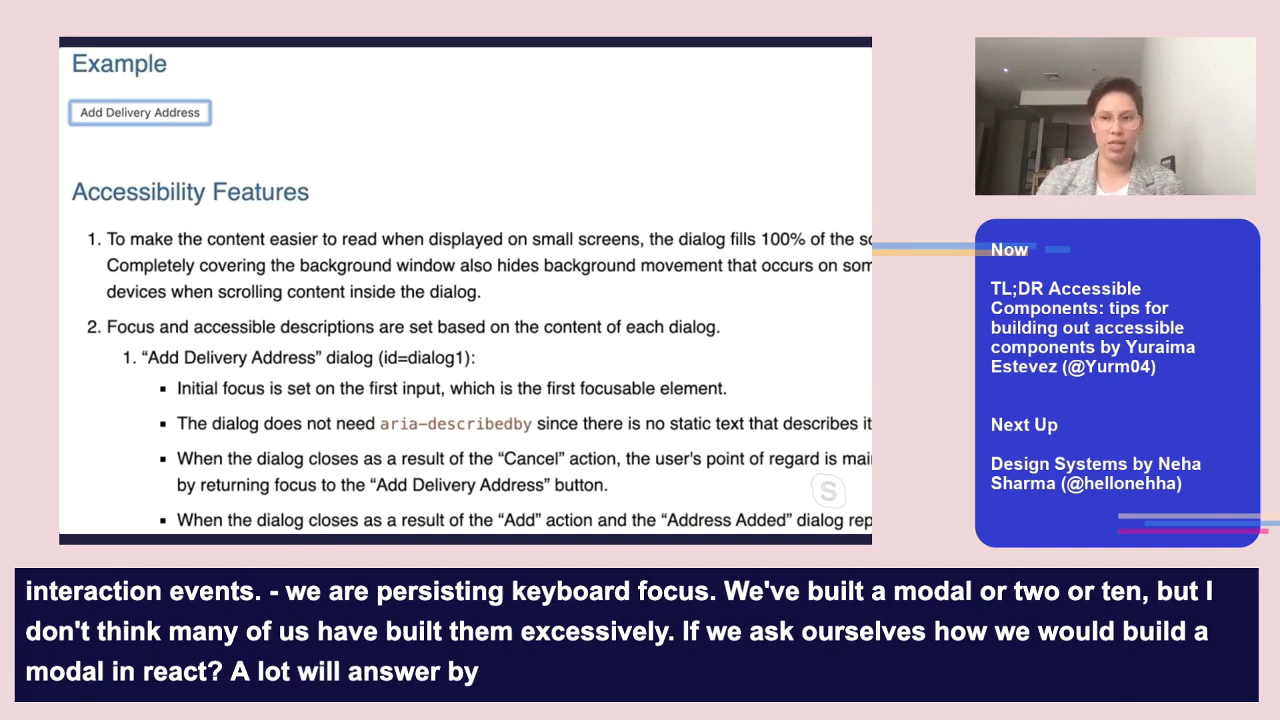 Example
Add Delivery Address
Accessibility Features
1. To make the content easier to read when displayed on small screens, the dialog fills 100% of the
Completely covering the background window also hides background movement that occurs on
devices when scrolling content inside the dialog.
2. Focus and accessible descriptions are set based on the content of each dialog.
1. “Add Delivery Address” dialog (id=dialog1):
▪ Initial focus is set on the first input, which is the first focusable element.
▪ The dialog does not need aria-describedby since there is no static text that describes it
▪ When the dialog closes as a result of the “Cancel” action, the user's point of regard is
by returning focus to the “Add Delivery Address” button.
▪ When the dialog closes as a result of the “Add” action and the “Address Added” dialog
S
Now
TL;DR Accessible
Components: tips for
building out accessible
components by Yuraima
Estevez (@Yurm04)
Next Up
Design Systems by Neha
Sharma (@hellonehha)
interaction events. - we are persisting keyboard focus. We've built a modal or two or ten, but I
don't think many of us have built them excessively. If we ask ourselves how we would build a
modal in react? A lot will answer by